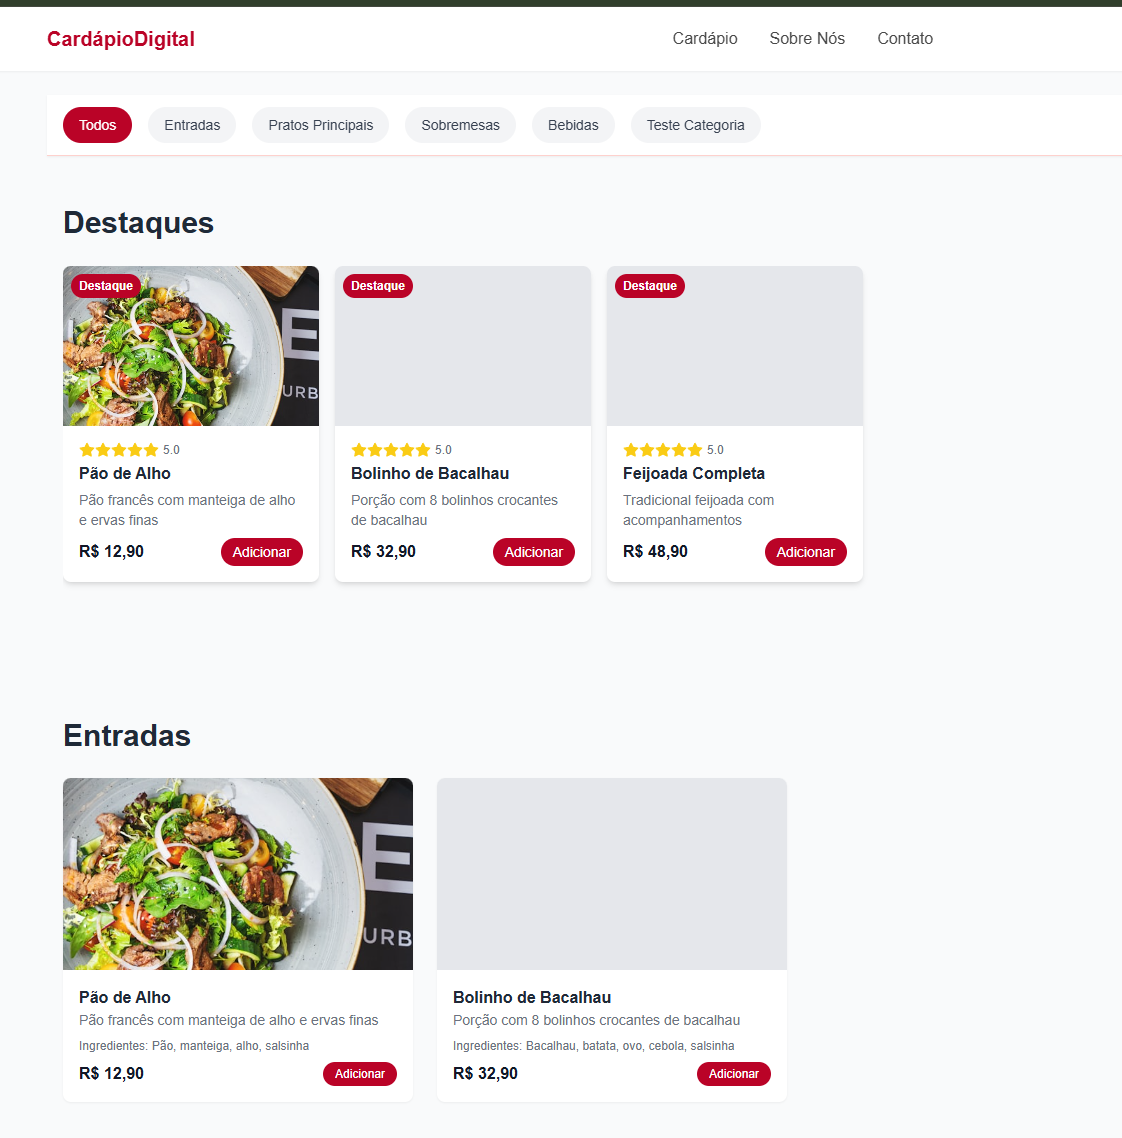 CardápioDigital
Cardápio
Sobre Nós
Contato
Todos
Entradas
Pratos Principais
Sobremesas
Bebidas
Teste Categoria
Destaques
Destaque
E
URB
5.0
Pão de Alho
Pão francês com manteiga de alho
e ervas finas
R$ 12,90
Adicionar
Destaque
5.0
Bolinho de Bacalhau
Porção com 8 bolinhos crocantes
de bacalhau
R$ 32,90
Adicionar
Destaque
5.0
Feijoada Completa
Tradicional feijoada com
acompanhamentos
R$ 48,90
Adicionar
Entradas
E
URB
Pão de Alho
Pão francês com manteiga de alho e ervas finas
Ingredientes: Pão, manteiga, alho, salsinha
R$ 12,90
Adicionar
Bolinho de Bacalhau
Porção com 8 bolinhos crocantes de bacalhau
Ingredientes: Bacalhau, batata, ovo, cebola, salsinha
R$ 32,90
Adicionar